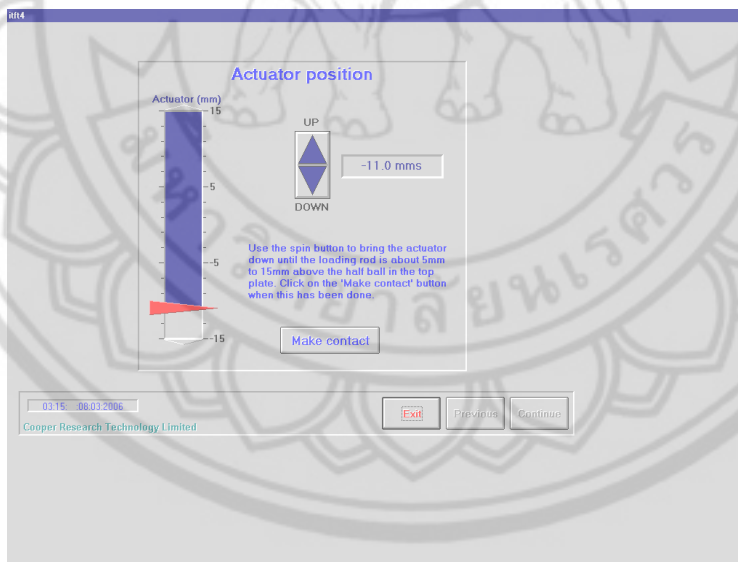 itft4
Actuator position
Actuator (mm)
15
5
-5
-15
UP
DOWN
-11.0 mms
Use the spin button to bring the actuator
down until the loading rod is about 5mm
to 15mm above the half ball in the top
plate. Click on the 'Make contact' button
when this has been done.
Make contact
03:15: 08:03:2006
Cooper Research Technology Limited
Exit
Previous
Continue